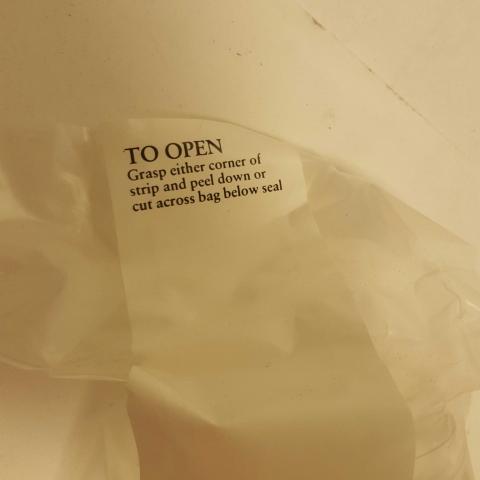 TO OPEN
Grasp either corner of
strip and peel down or
cut across bag below seal